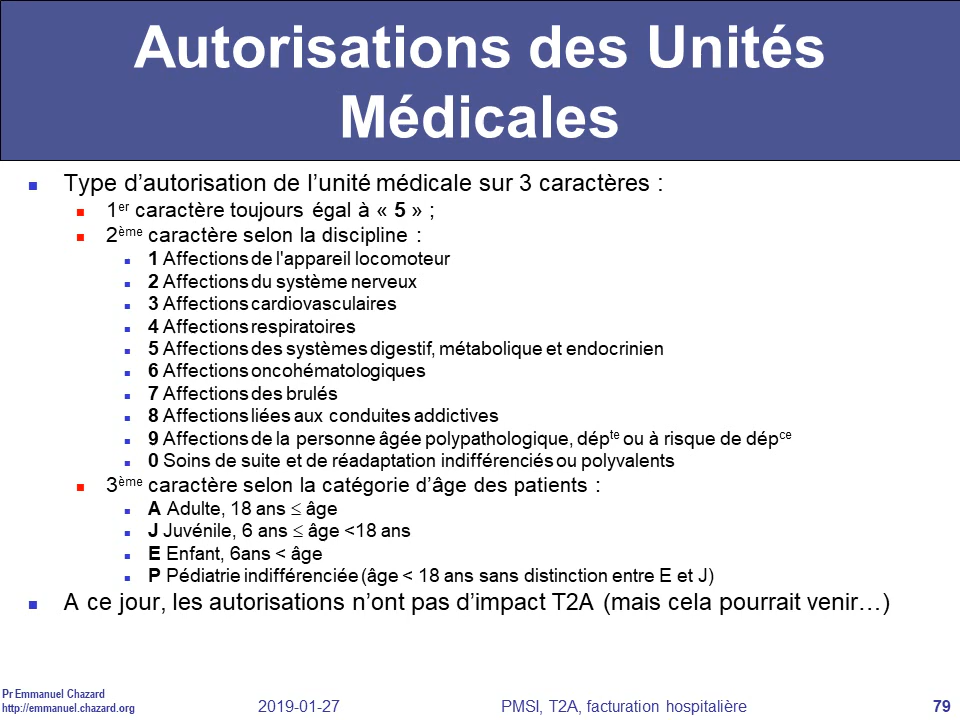 Autorisations des Unités
Médicales
Type d’autorisation de l’unité médicale sur 3 caractères :
1er caractère toujours égal à « 5 » ;
2ème caractère selon la discipline :
1 Affections de l'appareil locomoteur
2 Affections du système nerveux
3 Affections cardiovasculaires
4 Affections respiratoires
5 Affections des systèmes digestif, métabolique et endocrinien
6 Affections oncohématologiques
7 Affections des brulés
8 Affections liées aux conduites addictives
9 Affections de la personne âgée polypathologique, dépte ou à risque de dépce
0 Soins de suite et de réadaptation indifférenciés ou polyvalents
3ème caractère selon la catégorie d’âge des patients :
A Adulte, 18 ans ≤ âge
J Juvénile, 6 ans ≤ âge <18 ans
E Enfant, 6ans < âge
P Pédiatrie indifférenciée (âge < 18 ans sans distinction entre E et J)
A ce jour, les autorisations n’ont pas d’impact T2A (mais cela pourrait venir…)
Pr Emmanuel Chazard
http://emmanuel.chazard.org
2019-01-27
PMSI, T2A, facturation hospitalière
79